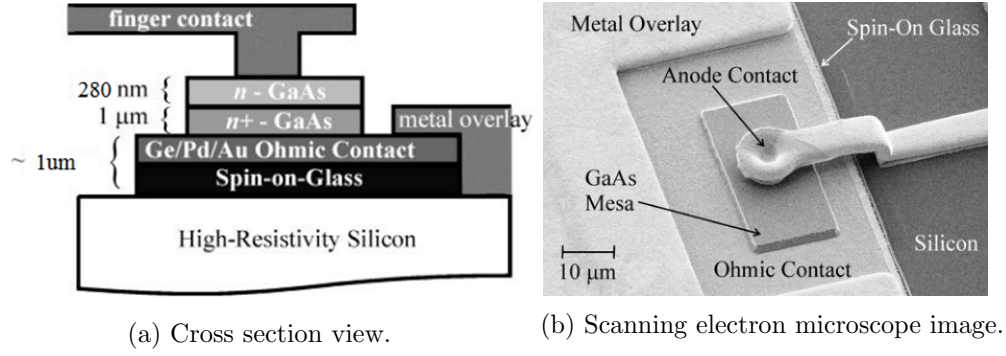 finger contact
280 nm
n - GaAs
1 μm
n+ - GaAs
metal overlay
~ 1um
Ge/Pd/Au Ohmic Contact
Spin-on-Glass
High-Resistivity Silicon
(a) Cross section view.
Metal Overlay
Spin-On Glass
Anode Contact
GaAs
Mesa
Silicon
10 μm
Ohmic Contact
(b) Scanning electron microscope image.